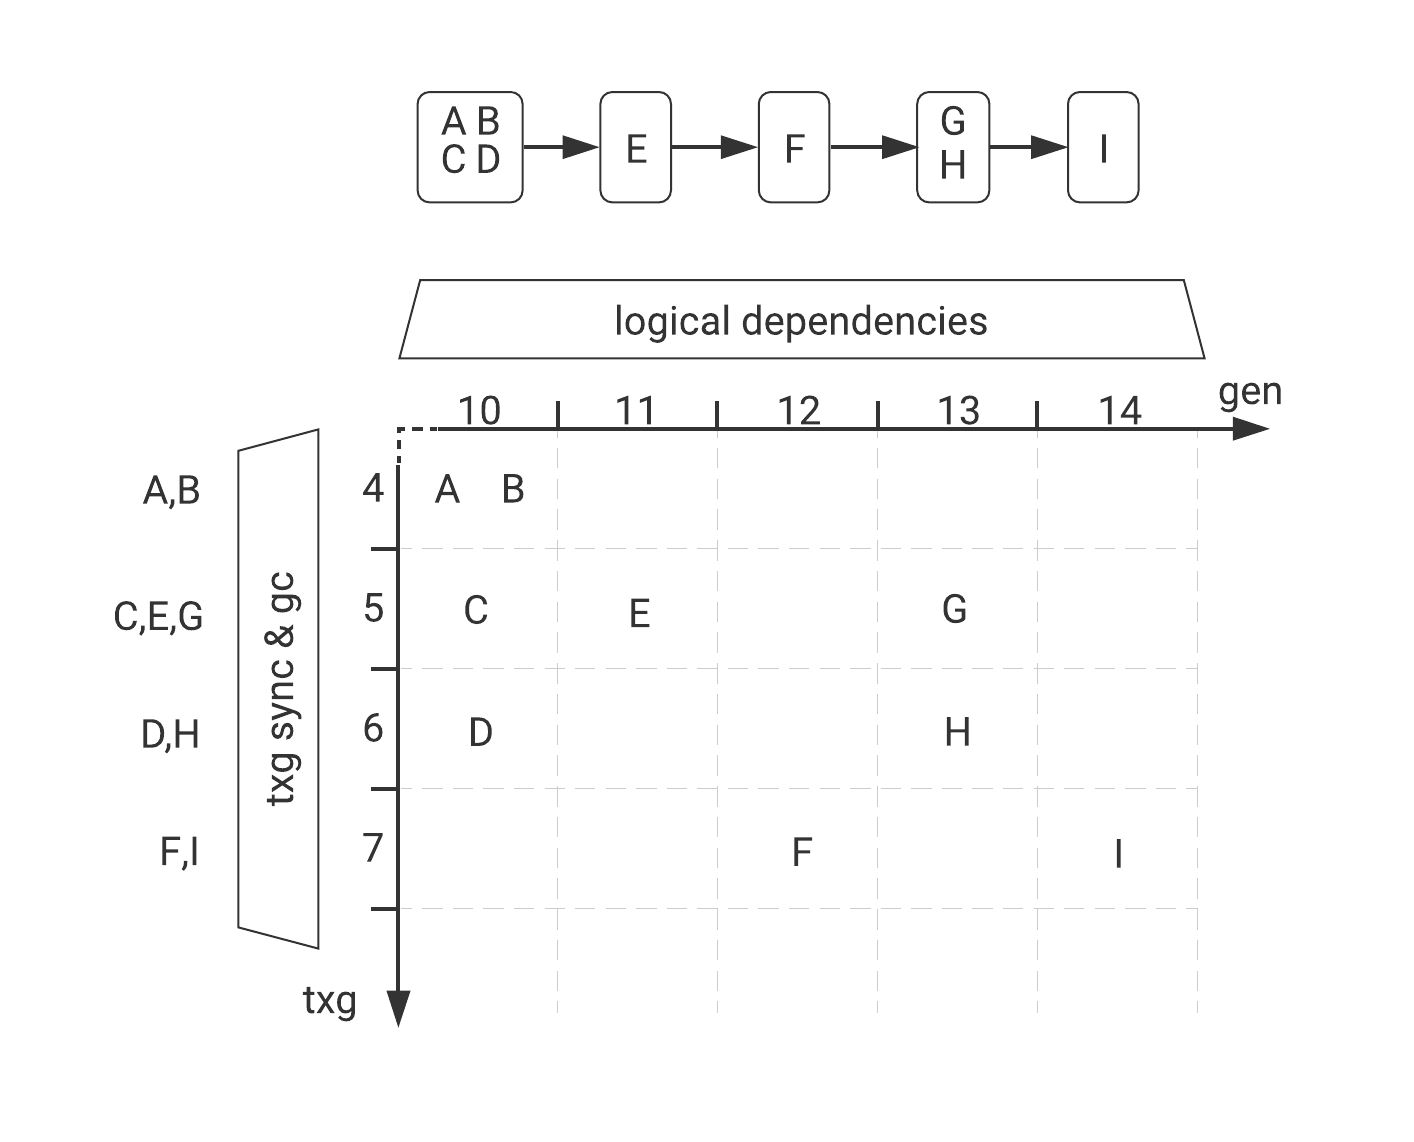 A B
C D
E
F
G
H
I
logical dependencies
gen
10 11 12 13 14
A,B
4 A B
C,E,G
5 C E G
D,H
6 D H
F,I
7 F I
txg sync & gc
txg